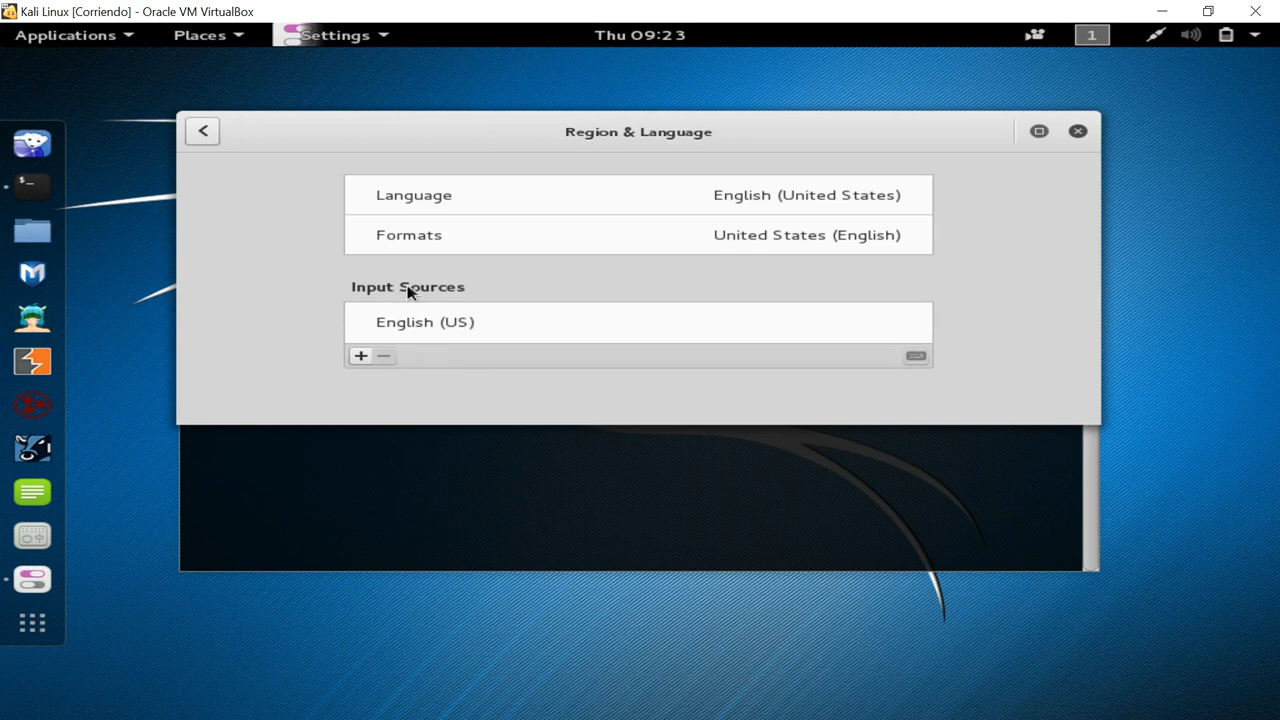 Kali Linux [Corriendo] - Oracle VM VirtualBox
Applications Places Settings Thu 09:23 1
Region & Language
Language English (United States)
Formats United States (English)
Input Sources
English (US)